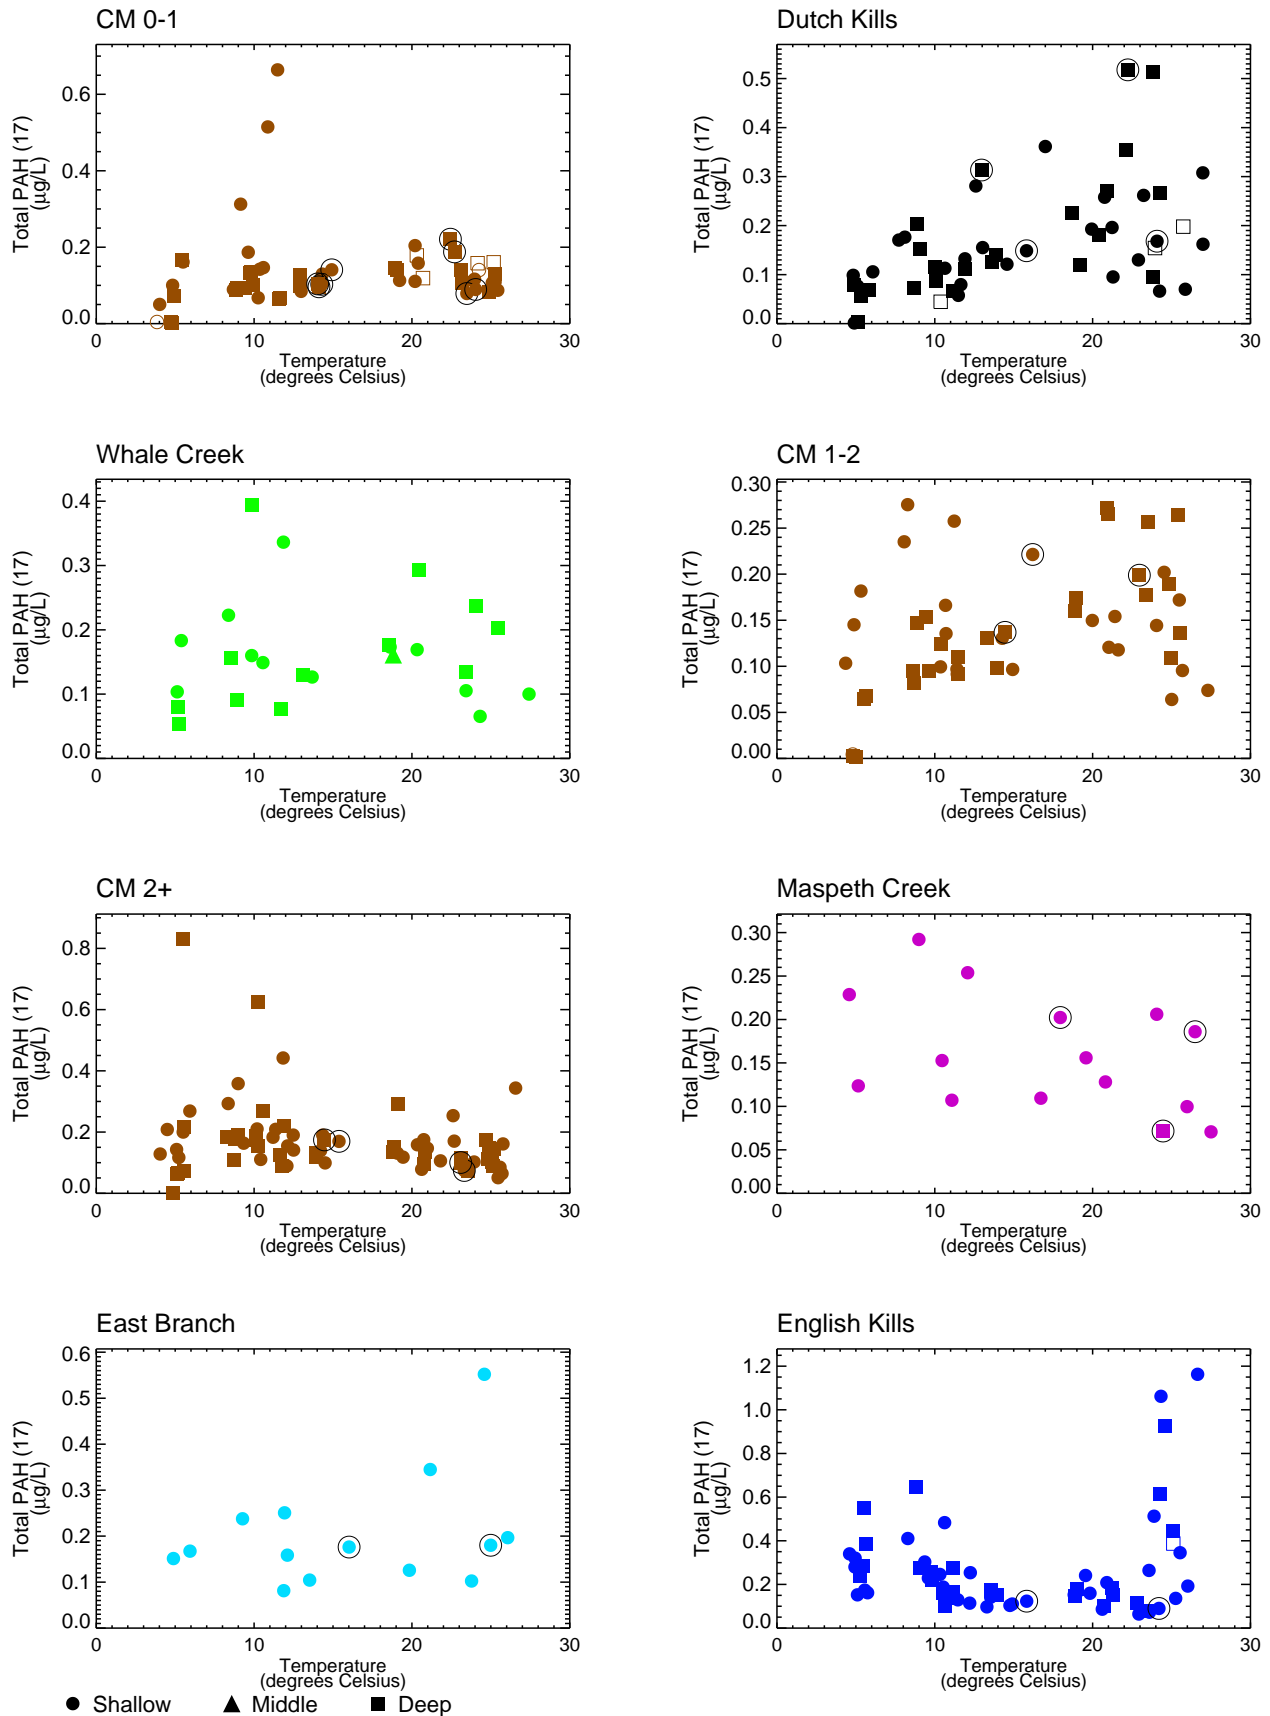 CM 0-1
Total PAH (17)
(µg/L)
0.6
0.4
0.2
0.0
0 10 20 30
Temperature
(degrees Celsius)
Dutch Kills
Total PAH (17)
(µg/L)
0.5
0.4
0.3
0.2
0.1
0.0
0 10 20 30
Temperature
(degrees Celsius)
Whale Creek
Total PAH (17)
(µg/L)
0.4
0.3
0.2
0.1
0.0
0 10 20 30
Temperature
(degrees Celsius)
CM 1-2
Total PAH (17)
(µg/L)
0.30
0.25
0.20
0.15
0.10
0.05
0.00
0 10 20 30
Temperature
(degrees Celsius)
CM 2+
Total PAH (17)
(µg/L)
0.8
0.6
0.4
0.2
0.0
0 10 20 30
Temperature
(degrees Celsius)
Maspeth Creek
Total PAH (17)
(µg/L)
0.30
0.25
0.20
0.15
0.10
0.05
0.00
0 10 20 30
Temperature
(degrees Celsius)
East Branch
Total PAH (17)
(µg/L)
0.6
0.5
0.4
0.3
0.2
0.1
0.0
0 10 20 30
Temperature
(degrees Celsius)
English Kills
Total PAH (17)
(µg/L)
1.2
1.0
0.8
0.6
0.4
0.2
0.0
0 10 20 30
Temperature
(degrees Celsius)
Shallow Middle Deep